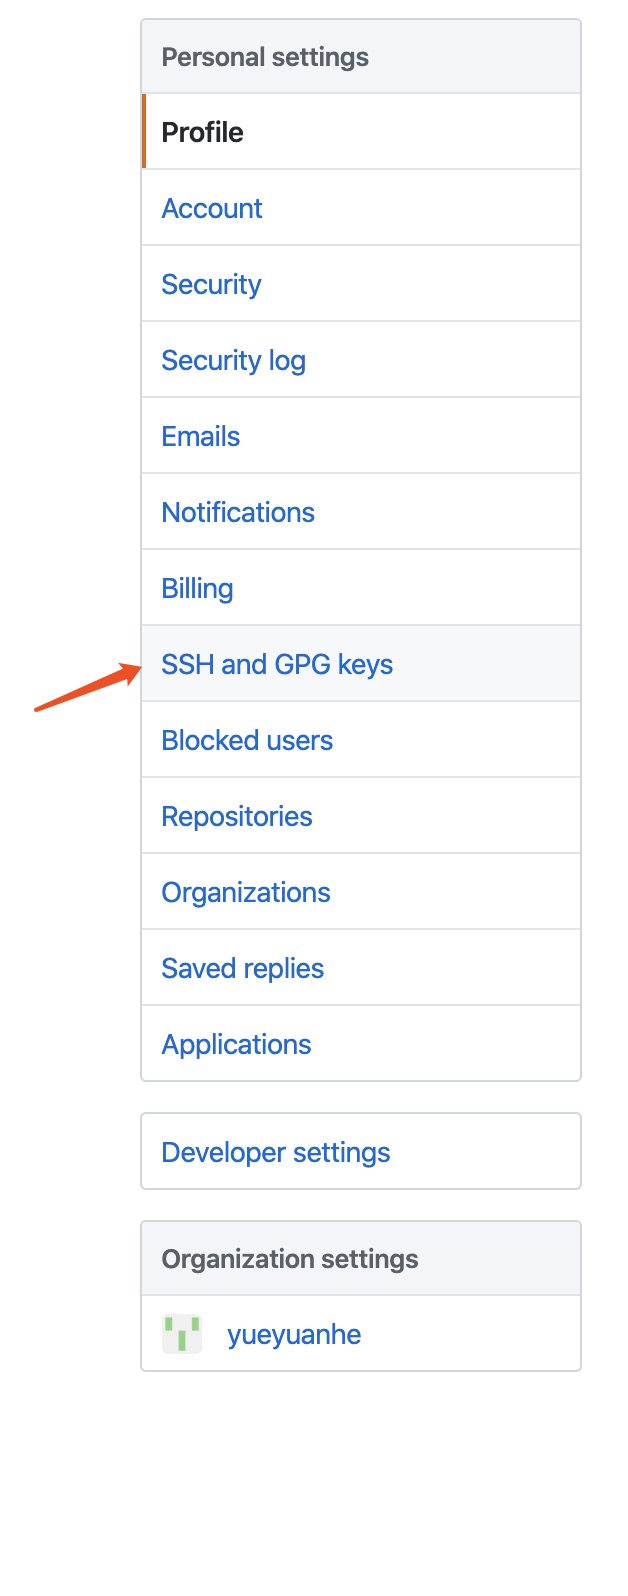 Personal settings
Profile
Account
Security
Security log
Emails
Notifications
Billing
SSH and GPG keys
Blocked users
Repositories
Organizations
Saved replies
Applications
Developer settings
Organization settings
yueyuanhe